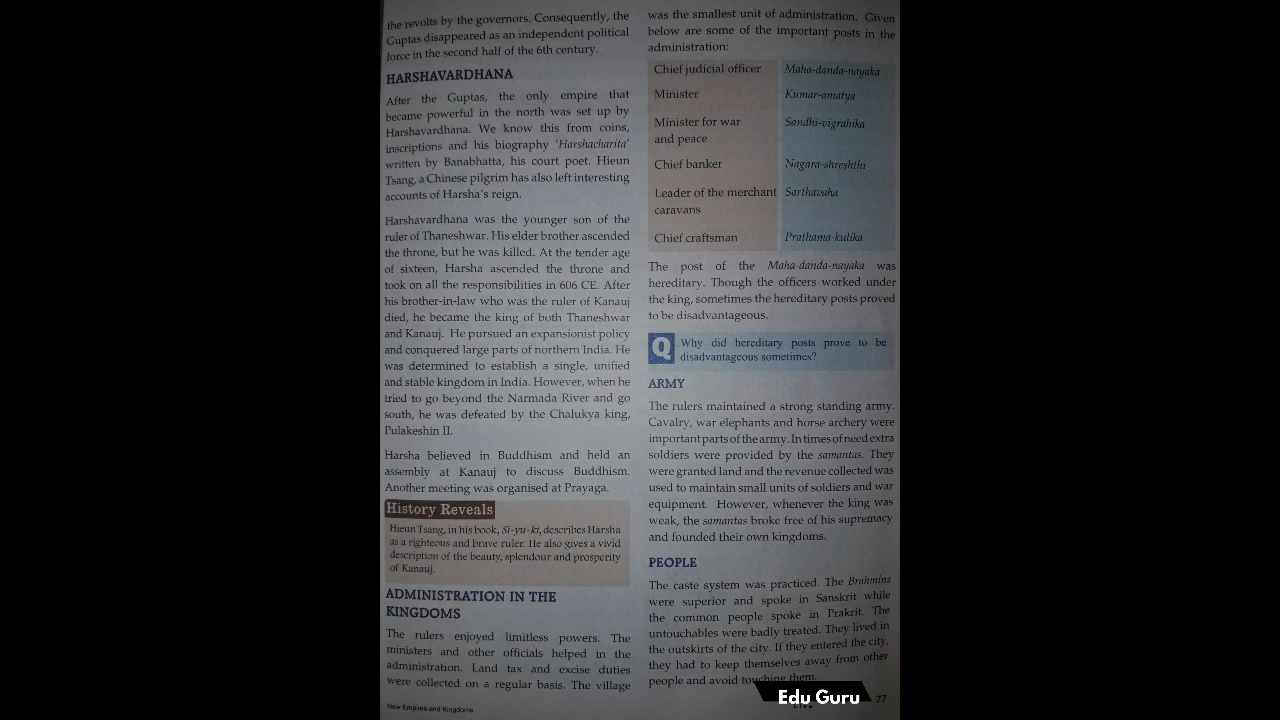 the revolts by the governors. Consequently, the
Guptas disappeared as an independent political
force in the second half of the 6th century.
HARSHAVARDHANA
After the Guptas, the only empire that
became powerful in the north was set up by
Harshavardhana. We know this from coins,
inscriptions and his biography 'Harshacharita'
written by Banabhatta, his court poet. Hieun
Tsang, a Chinese pilgrim has also left interesting
accounts of Harsha's reign.
Harshavardhana was the younger son of the
ruler of Thaneshwar. His elder brother ascended
the throne, but he was killed. At the tender age
of sixteen, Harsha ascended the throne and
took on all the responsibilities in 606 CE. After
his brother-in-law who was the ruler of Kanauj
died, he became the king of both Thaneshwar
and Kanauj. He pursued an expansionist policy
and conquered large parts of northern India. He
was determined to establish a single, unified
and stable kingdom in India. However, when he
tried to go beyond the Narmada River and go
south, he was defeated by the Chalukya king,
Pulakeshin II.
Harsha believed in Buddhism and held an
assembly at Kanauj to discuss Buddhism.
Another meeting was organised at Prayaga.
History Reveals
Hieun Tsang, in his book, Si-yu-ki, describes Harsha
as a righteous and brave ruler. He also gives a vivid
description of the beauty, splendour and prosperity
of Kanauj.
ADMINISTRATION IN THE
KINGDOMS
The rulers enjoyed limitless powers. The
ministers and other officials helped in the
administration. Land tax and excise duties
were collected on a regular basis. The village
New Empires and Kingdoms
was the smallest unit of administration. Given
below are some of the important posts in the
administration:
Chief judicial officer Maha-danda-nayaka
Minister Kumar-amatya
Minister for war Sandhi-vigrahika
and peace
Chief banker Nagara-shreshthi
Leader of the merchant Sarthavaha
caravans
Chief craftsman Prathama-kulika
The post of the Maha-danda-nayaka was
hereditary. Though the officers worked under
the king, sometimes the hereditary posts proved
to be disadvantageous.
Q Why did hereditary posts prove to be
disadvantageous sometimes?
ARMY
The rulers maintained a strong standing army.
Cavalry, war elephants and horse archery were
important parts of the army. In times of need extra
soldiers were provided by the samantas. They
were granted land and the revenue collected was
used to maintain small units of soldiers and war
equipment. However, whenever the king was
weak, the samantas broke free of his supremacy
and founded their own kingdoms.
PEOPLE
The caste system was practiced. The Brahmins
were superior and spoke in Sanskrit while
the common people spoke in Prakrit. The
untouchables were badly treated. They lived in
the outskirts of the city. If they entered the city,
they had to keep themselves away from other
people and avoid touching them.
Edu Guru
77